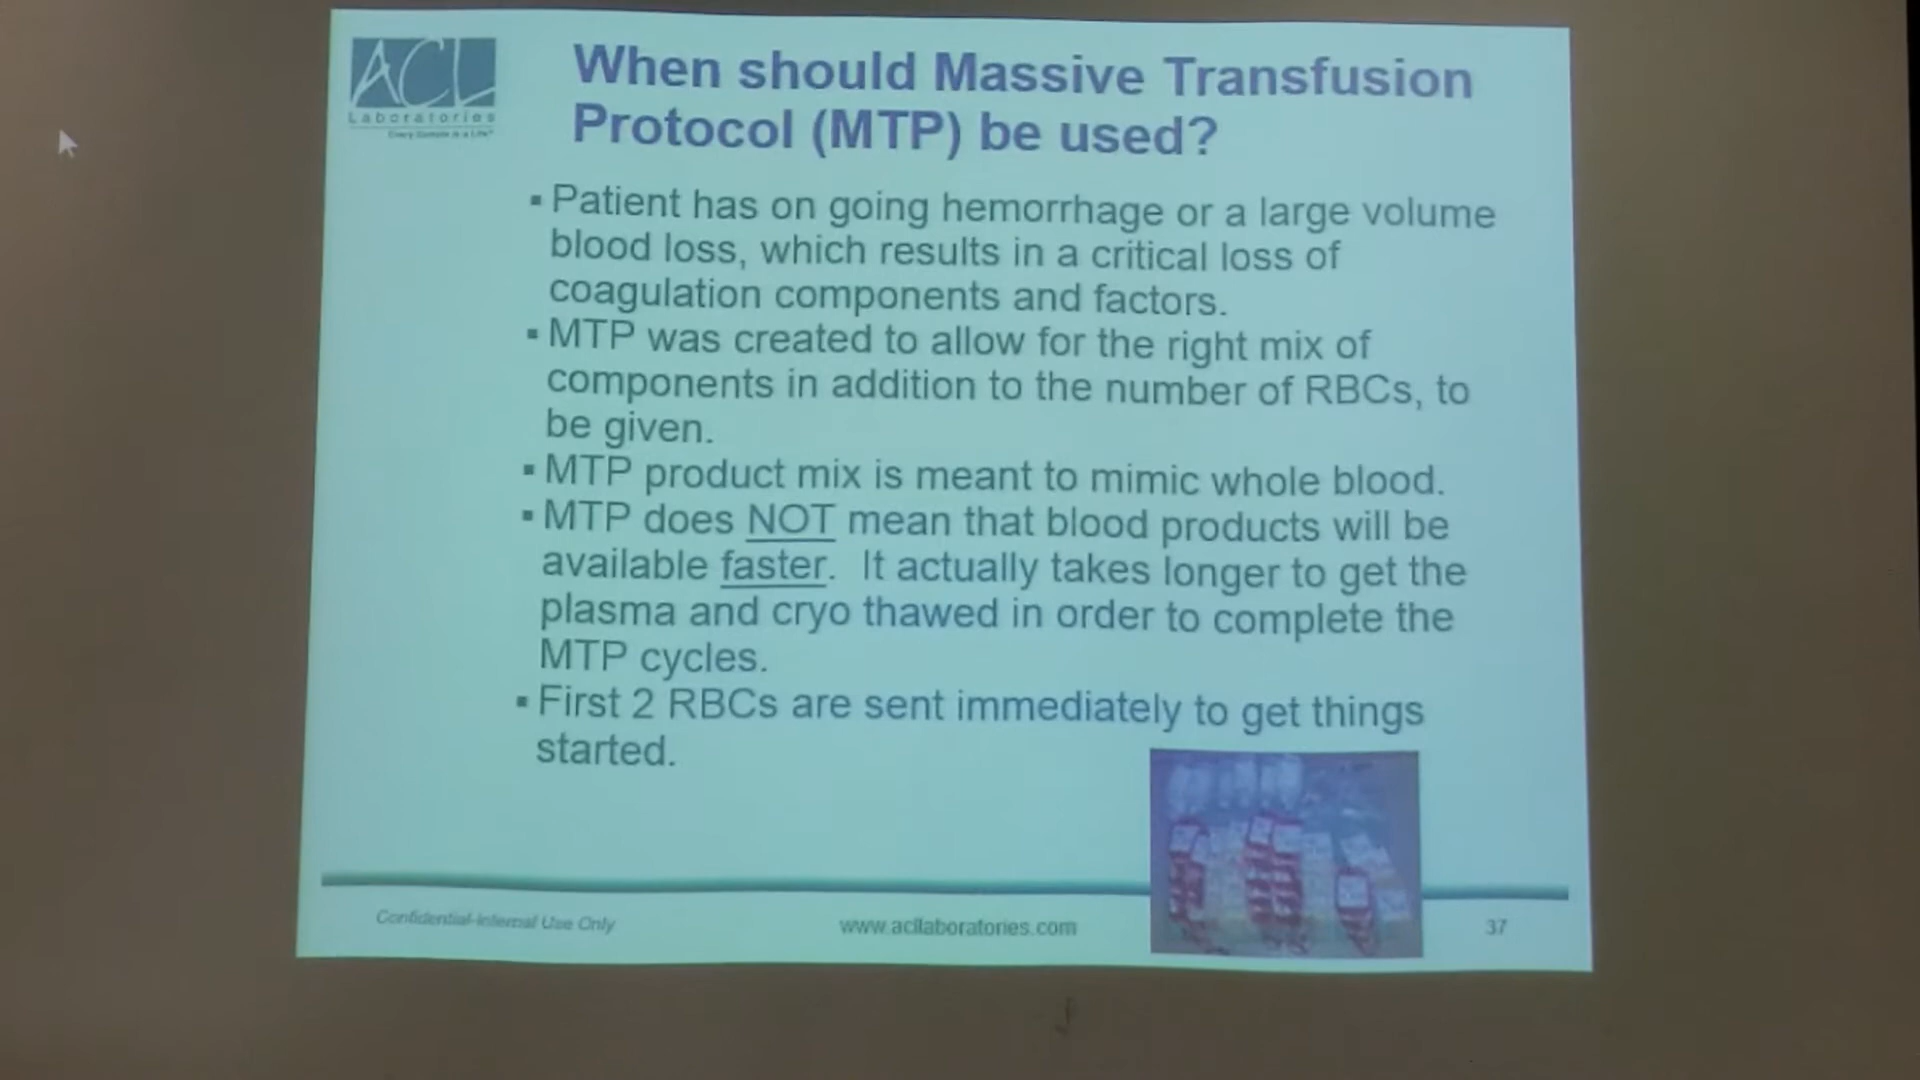 ACL
Laboratories
Every Sample is a Life
When should Massive Transfusion
Protocol (MTP) be used?
▪ Patient has on going hemorrhage or a large volume
blood loss, which results in a critical loss of
coagulation components and factors.
▪ MTP was created to allow for the right mix of
components in addition to the number of RBCs, to
be given.
▪ MTP product mix is meant to mimic whole blood.
▪ MTP does NOT mean that blood products will be
available faster. It actually takes longer to get the
plasma and cryo thawed in order to complete the
MTP cycles.
▪ First 2 RBCs are sent immediately to get things
started.
Confidential-Internal Use Only
www.acllaboratories.com
37